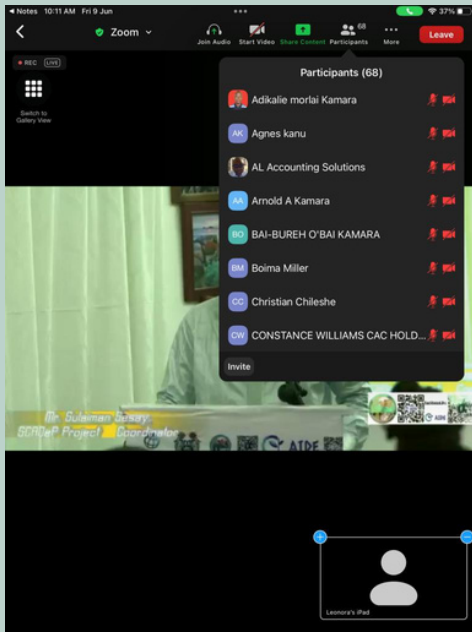 Notes 10:11 AM Fri 9 Jun
37%
Zoom
Join Audio Start Video Share Content Participants 68 More Leave
REC LIVE
Switch to
Gallery View
Participants (68)
Adikalie morlai Kamara
AK Agnes kanu
AL Accounting Solutions
AA Arnold A Kamara
BO BAI-BUREH O'BAI KAMARA
BM Boima Miller
CC Christian Chileshe
CW CONSTANCE WILLIAMS CAC HOLD...
Invite
Mr. Sulaiman Sesay
Project Coordinator
AIDE
Leonora's iPad